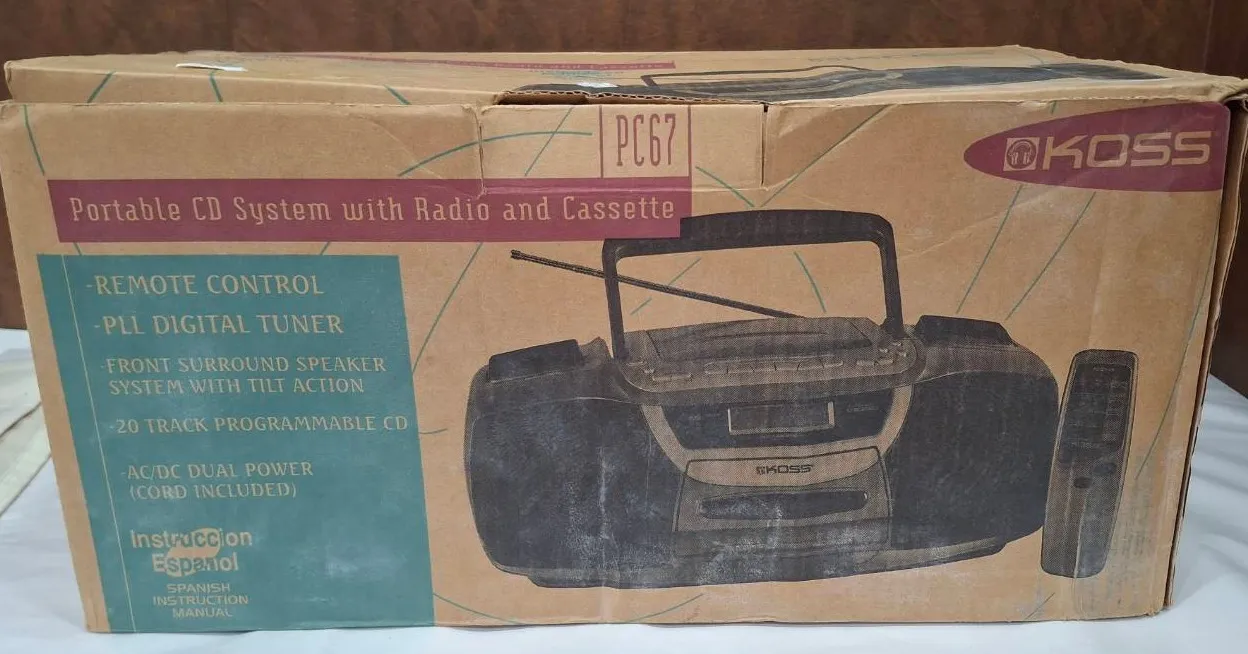 PC67
KOSS
Portable CD System with Radio and Cassette
-REMOTE CONTROL
-PLL DIGITAL TUNER
-FRONT SURROUND SPEAKER
SYSTEM WITH TILT ACTION
-20 TRACK PROGRAMMABLE CD
-AC/DC DUAL POWER
(CORD INCLUDED)
Instruccion
Espanol
SPANISH
INSTRUCTION
MANUAL
KOSS